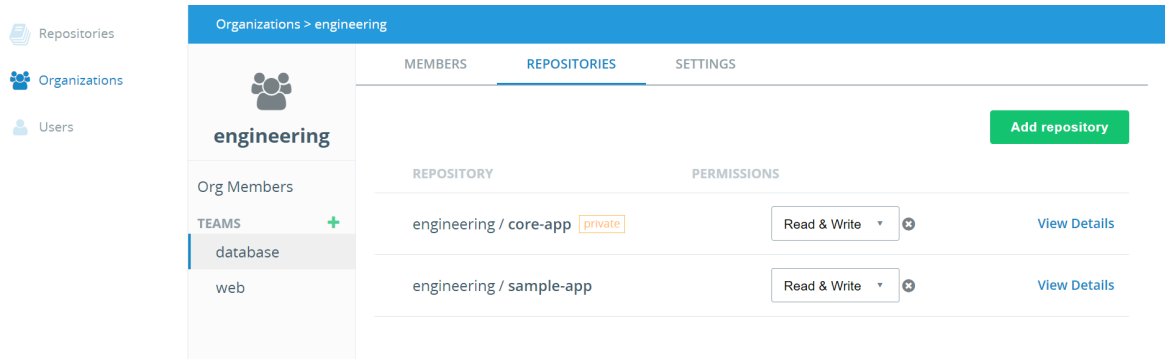 Repositories
Organizations
Users
Organizations > engineering
engineering
Org Members
TEAMS +
database
web
MEMBERS REPOSITORIES SETTINGS
Add repository
REPOSITORY PERMISSIONS
engineering / core-app private Read & Write View Details
engineering / sample-app Read & Write View Details